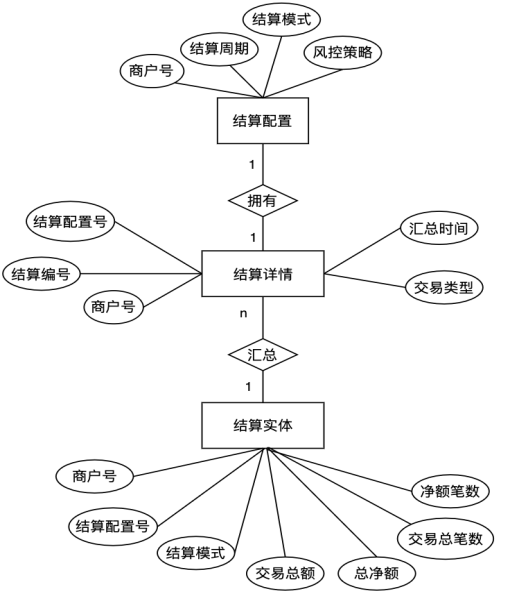 结算模式
结算周期
风控策略
商户号
结算配置
1
拥有
1
结算配置号
汇总时间
结算编号
结算详情
交易类型
商户号
n
汇总
1
结算实体
商户号
净额笔数
结算配置号
交易总笔数
结算模式
交易总额
总净额